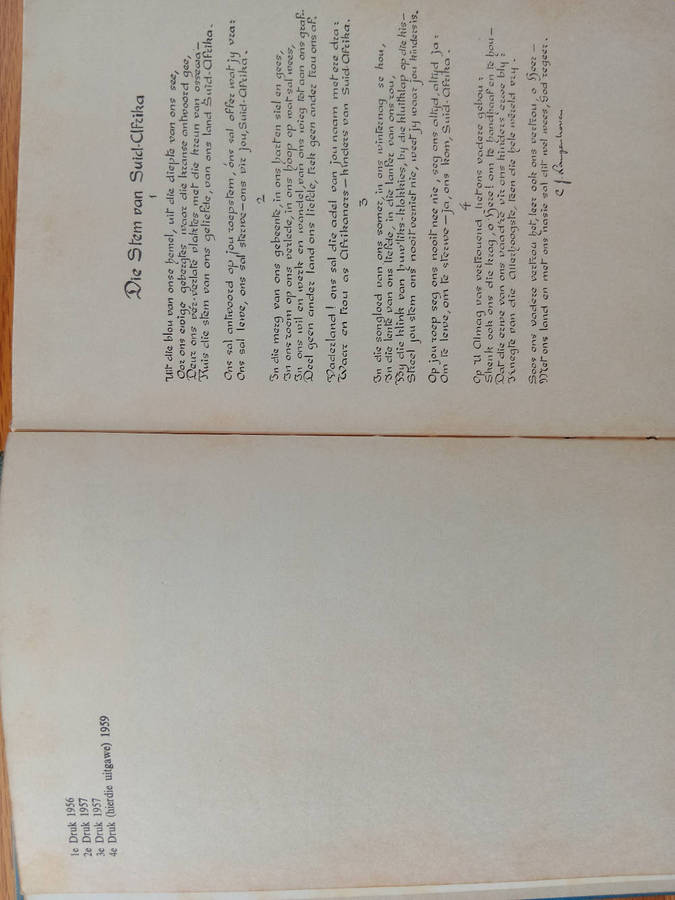 1e Druk 1956
2e Druk 1957
3e Druk 1957
4e Druk (hierdie uitgawe) 1959
Die Stem van Suid-Afrika
1
Uit die blou van onse hemel, uit die diepte van ons see,
Oor ons ewige gebergtes waar die kranse antwoord gee,
Deur ons ver-verlate vlaktes met die kreun van ossewa—
Ruis die stem van ons geliefde, van ons land Suid-Afrika.
Ons sal antwoord op jou roepstem, óns sal offer wat jy vra:
Ons sal lewe, ons sal sterwe—ons vir jou, Suid-Afrika.
2
In die merg van ons gebeente, in ons hart en siel en gees,
In ons roem op ons verlede, in ons hoop op wat sal wees,
In ons wil en werk en wandel, van ons wieg tot aan ons graf—
Deel geen ander land ons liefde, trek geen ander trou ons af.
Vaderland! ons sal die adel van jou naam met ere dra:
Waar en trou as Afrikaners—kinders van Suid-Afrika.
3
In die songloed van ons somer, in ons winternag se kou,
In die lente van ons liefde, in die lanfer van ons rou,
By die klink van huwliks-klokkies, by die kluitklap op die kis—
Streel jou stem ons nooit verniet nie, weet jy waar jou kinders is.
Op jou roep seg ons nooit nee nie, seg ons altyd, altyd ja:
Om te lewe, om te sterwe—ja, ons kom, Suid-Afrika.
4
Op U Almag vas vertrouend het ons vadere gebou:
Skenk ook ons die krag, o Heer! om te handhaaf en te hou—
Dat die erwe van ons vaadre vir ons kinders erwe bly:
Knegte van die Allerhoogste, teen die hele wêreld vry.
Soos ons vadere vertrou het, leer ook ons vertrou, o Heer—
Met ons land en met ons nasie sal dit wel wees, God regeer.
C J Langenhoven